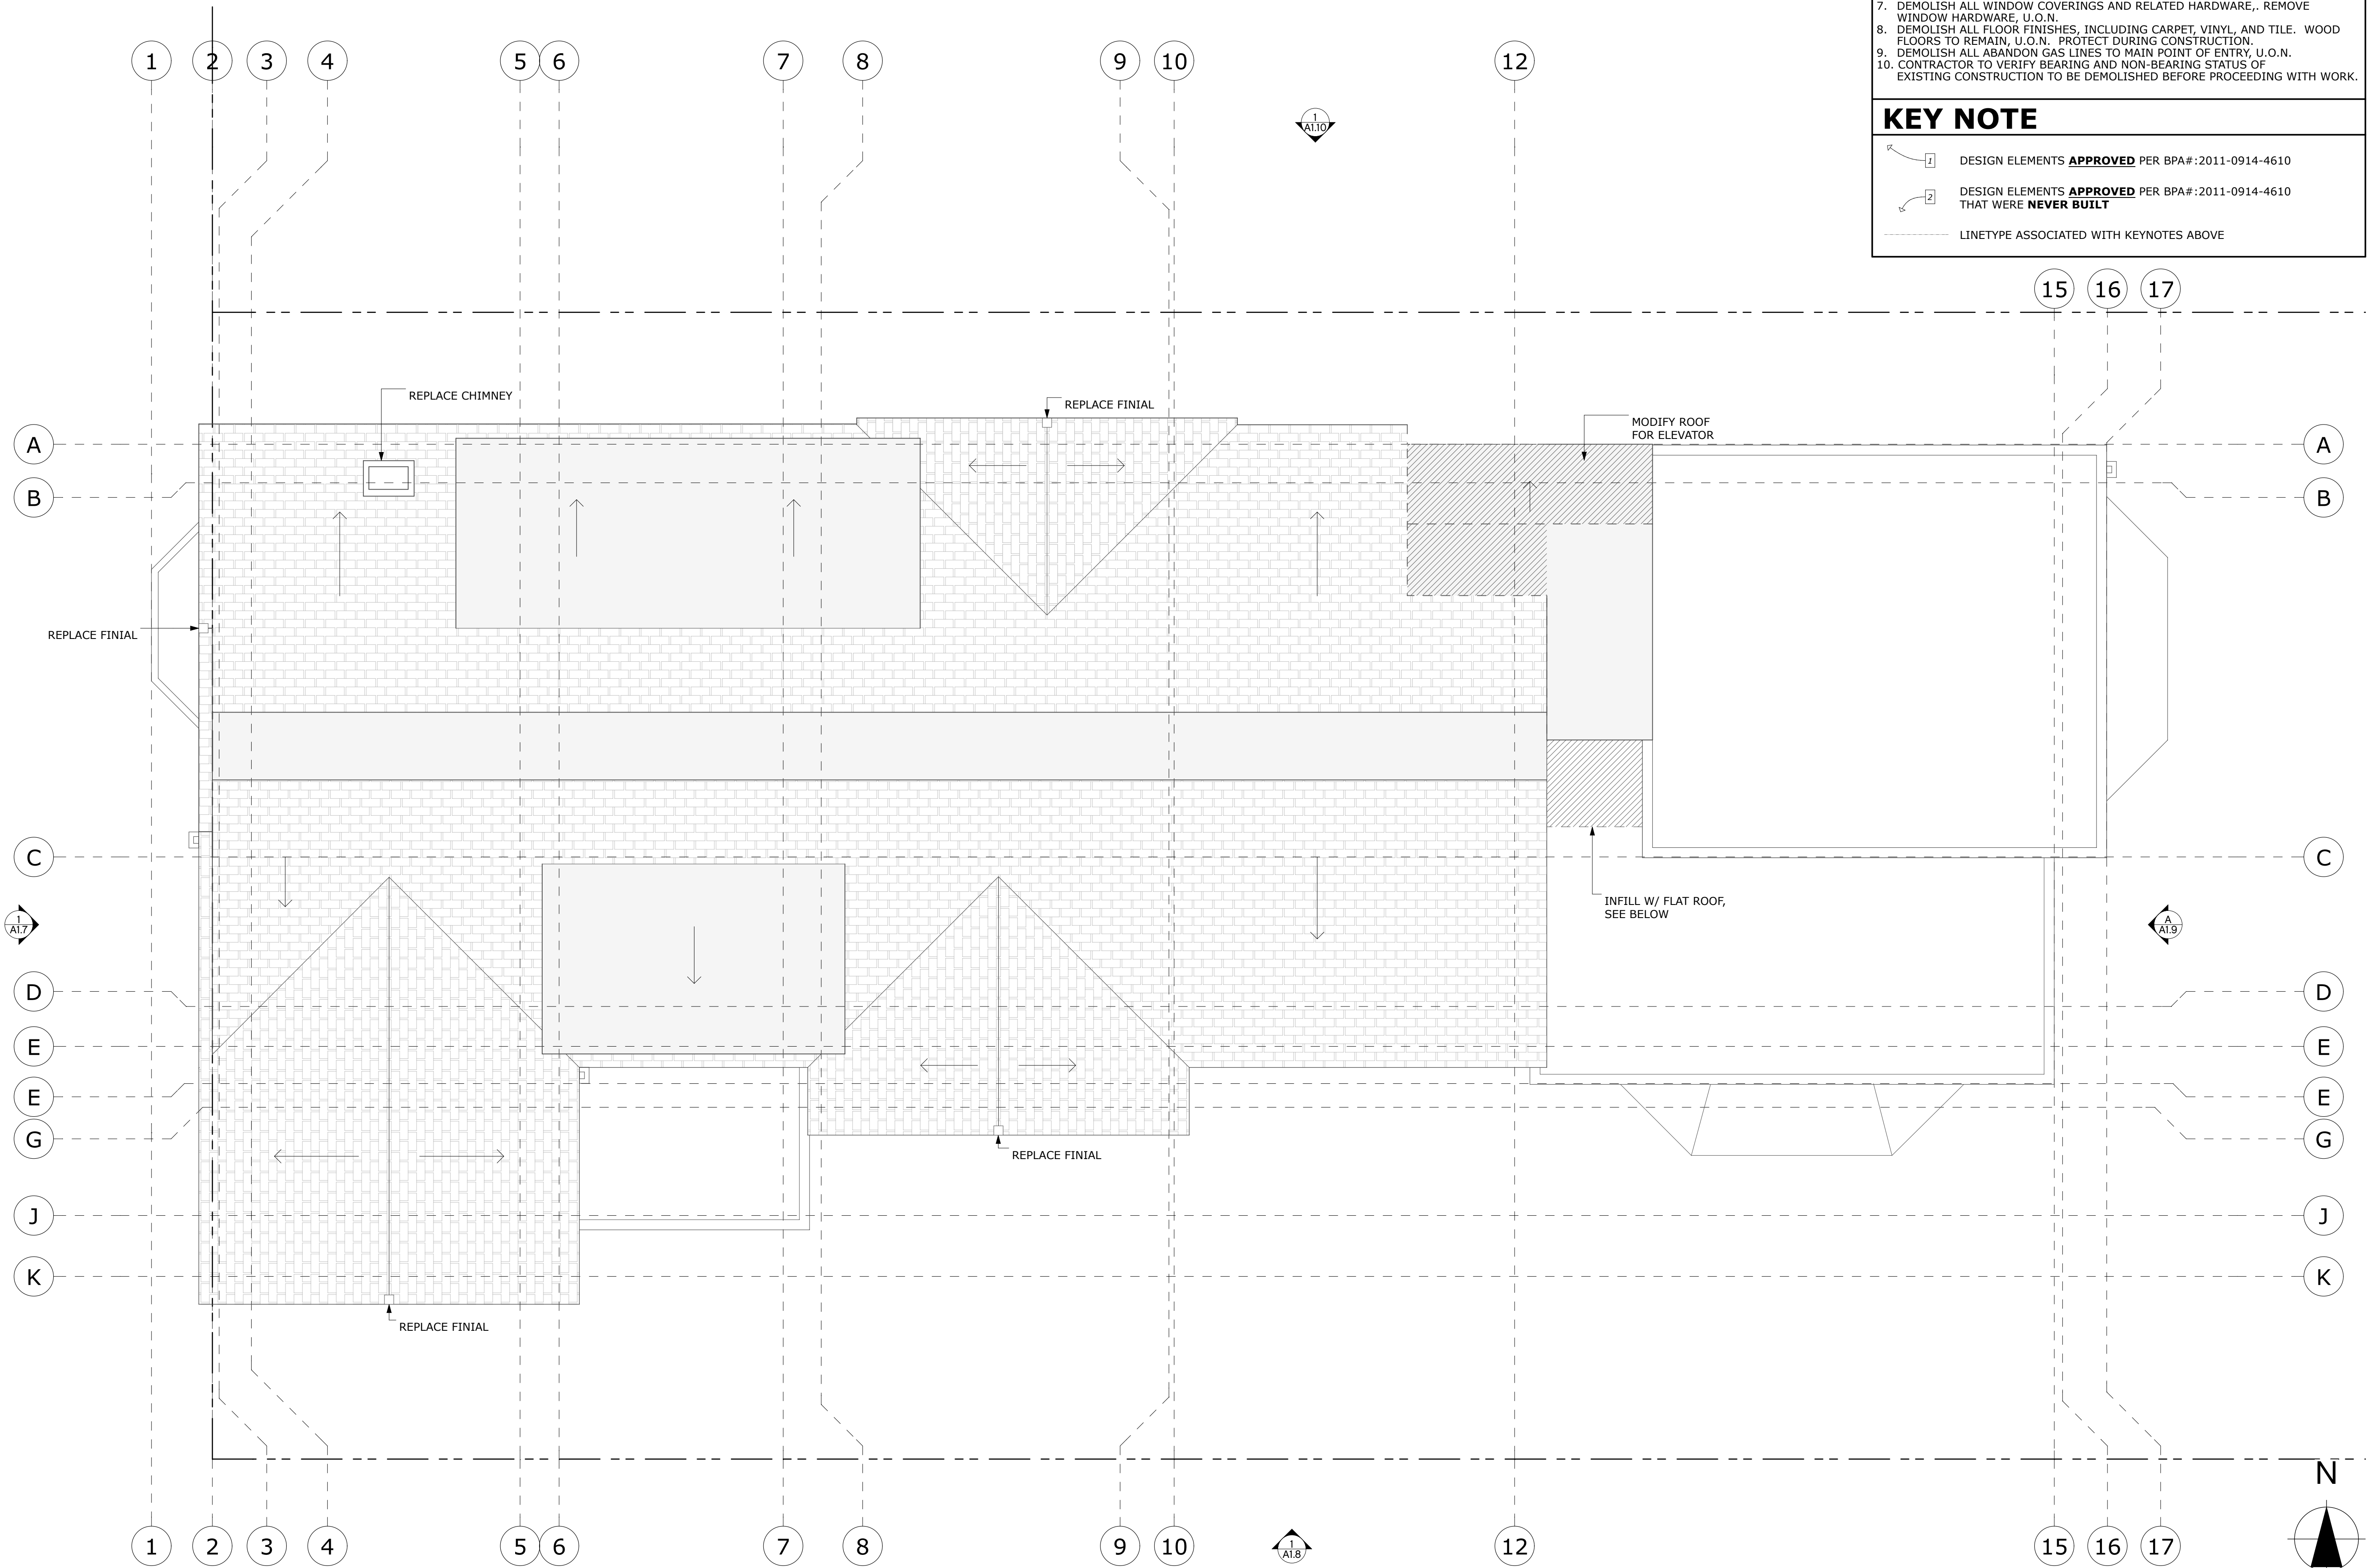 7. DEMOLISH ALL WINDOW COVERINGS AND RELATED HARDWARE,. REMOVE
WINDOW HARDWARE, U.O.N.
8. DEMOLISH ALL FLOOR FINISHES, INCLUDING CARPET, VINYL, AND TILE. WOOD
FLOORS TO REMAIN, U.O.N. PROTECT DURING CONSTRUCTION.
9. DEMOLISH ALL ABANDON GAS LINES TO MAIN POINT OF ENTRY, U.O.N.
10. CONTRACTOR TO VERIFY BEARING AND NON-BEARING STATUS OF
EXISTING CONSTRUCTION TO BE DEMOLISHED BEFORE PROCEEDING WITH WORK.
KEY NOTE
1 DESIGN ELEMENTS APPROVED PER BPA#:2011-0914-4610
2 DESIGN ELEMENTS APPROVED PER BPA#:2011-0914-4610
THAT WERE NEVER BUILT
LINETYPE ASSOCIATED WITH KEYNOTES ABOVE
1 2 3 4 5 6 7 8 9 10 12
1
A1.10
15 16 17
REPLACE CHIMNEY
REPLACE FINIAL
MODIFY ROOF
FOR ELEVATOR
A A
B B
REPLACE FINIAL
C C
INFILL W/ FLAT ROOF,
SEE BELOW
1
A1.7
A
A1.9
D D
E E
E E
G G
REPLACE FINIAL
J J
K K
REPLACE FINIAL
N
1 2 3 4 5 6 7 8 9 10 12 15 16 17
1
A1.8